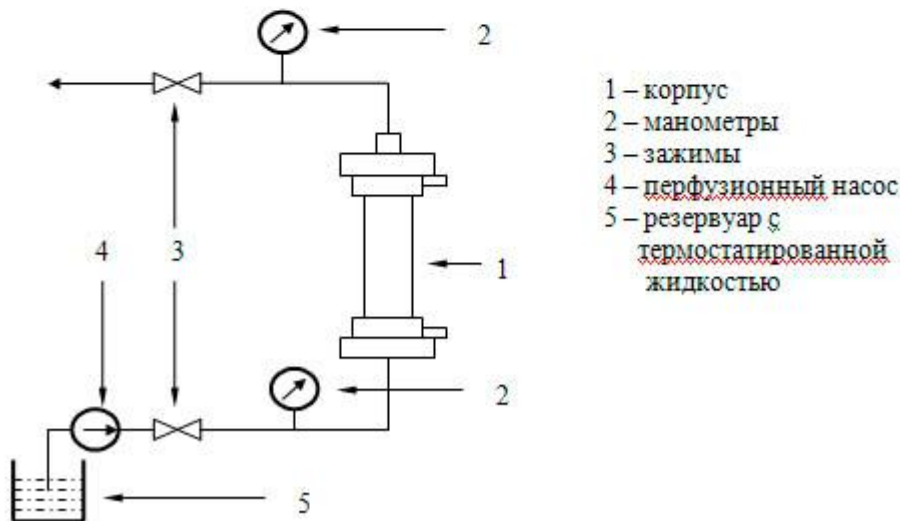 2
1 – корпус
2 – манометры
3 – зажимы
4 – перфузионный насос
5 – резервуар с
термостатированной
жидкостью
4
3
1
2
5